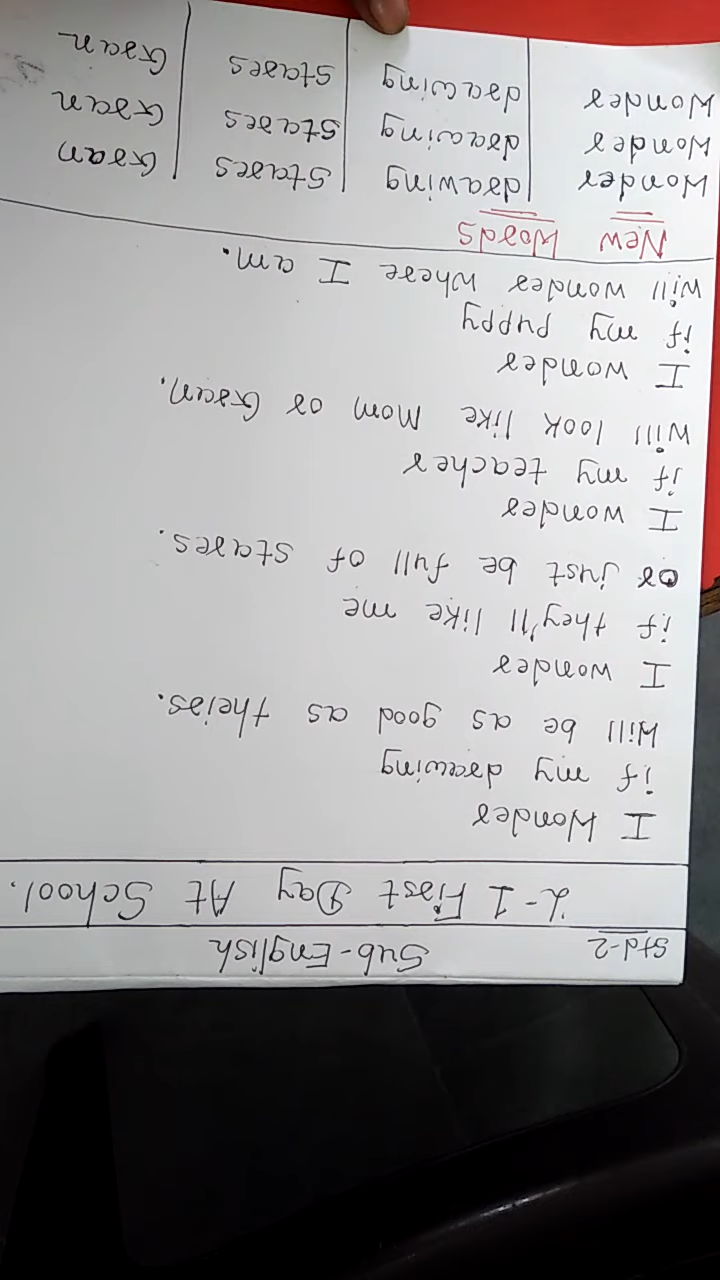 Std-2 Sub-English
L-1 First Day At School.
I Wonder
if my drawing
Will be as good as theirs.
I wonder
if they'll like me
or just be full of stares.
I wonder
if my teacher
Will look like Mom or Gran.
I wonder
if my puppy
will wonder where I am.
New Words
Wonder drawing Stares Gran
Wonder drawing Stares Gran
Wonder drawing Stares Gran